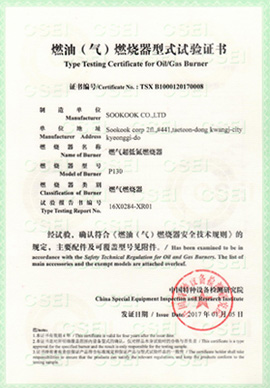 燃油（气）燃烧器型式试验证书
Type Testing Certificate for Oil/Gas Burner
证书编号/Certificate No.: TSX B1000120170008
制造单位
Manufacturer
SOOKOOK CO.,LTD
单位地址
Manufacturer Address
Sookook corp 2fl.,#441,taejeon-dong kwangj-city
kyeonggi-do
燃烧器名称
Name of Burner
燃气超低氮燃烧器
燃烧器型号
Model of Burner
P130
燃烧器类别
Classification of Burner
燃气燃烧器
试验报告书编号
Type Testing Report No.
16X0284-XR01
经试验，确认符合《燃油（气）燃烧器安全技术规则》的
规定，主要配件及可覆盖型号见附件。/ Has been examined to be in
accordance with the Safety Technical Regulation for Oil and Gas Burners. The list of
main accessories and the exempt models are attached overleaf.
中国特种设备检测研究院
China Special Equipment Inspection and Research Institute
发证日期 / Issue Date: 2017 年 01 月 05 日